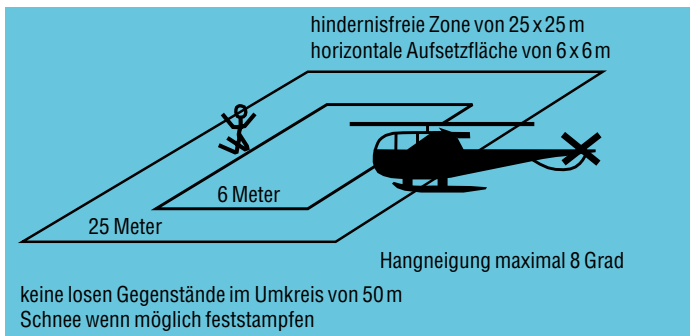 hindernisfreie Zone von 25 x 25 m
horizontale Aufsetzfläche von 6 x 6 m
6 Meter
25 Meter
Hangneigung maximal 8 Grad
keine losen Gegenstände im Umkreis von 50 m
Schnee wenn möglich feststampfen